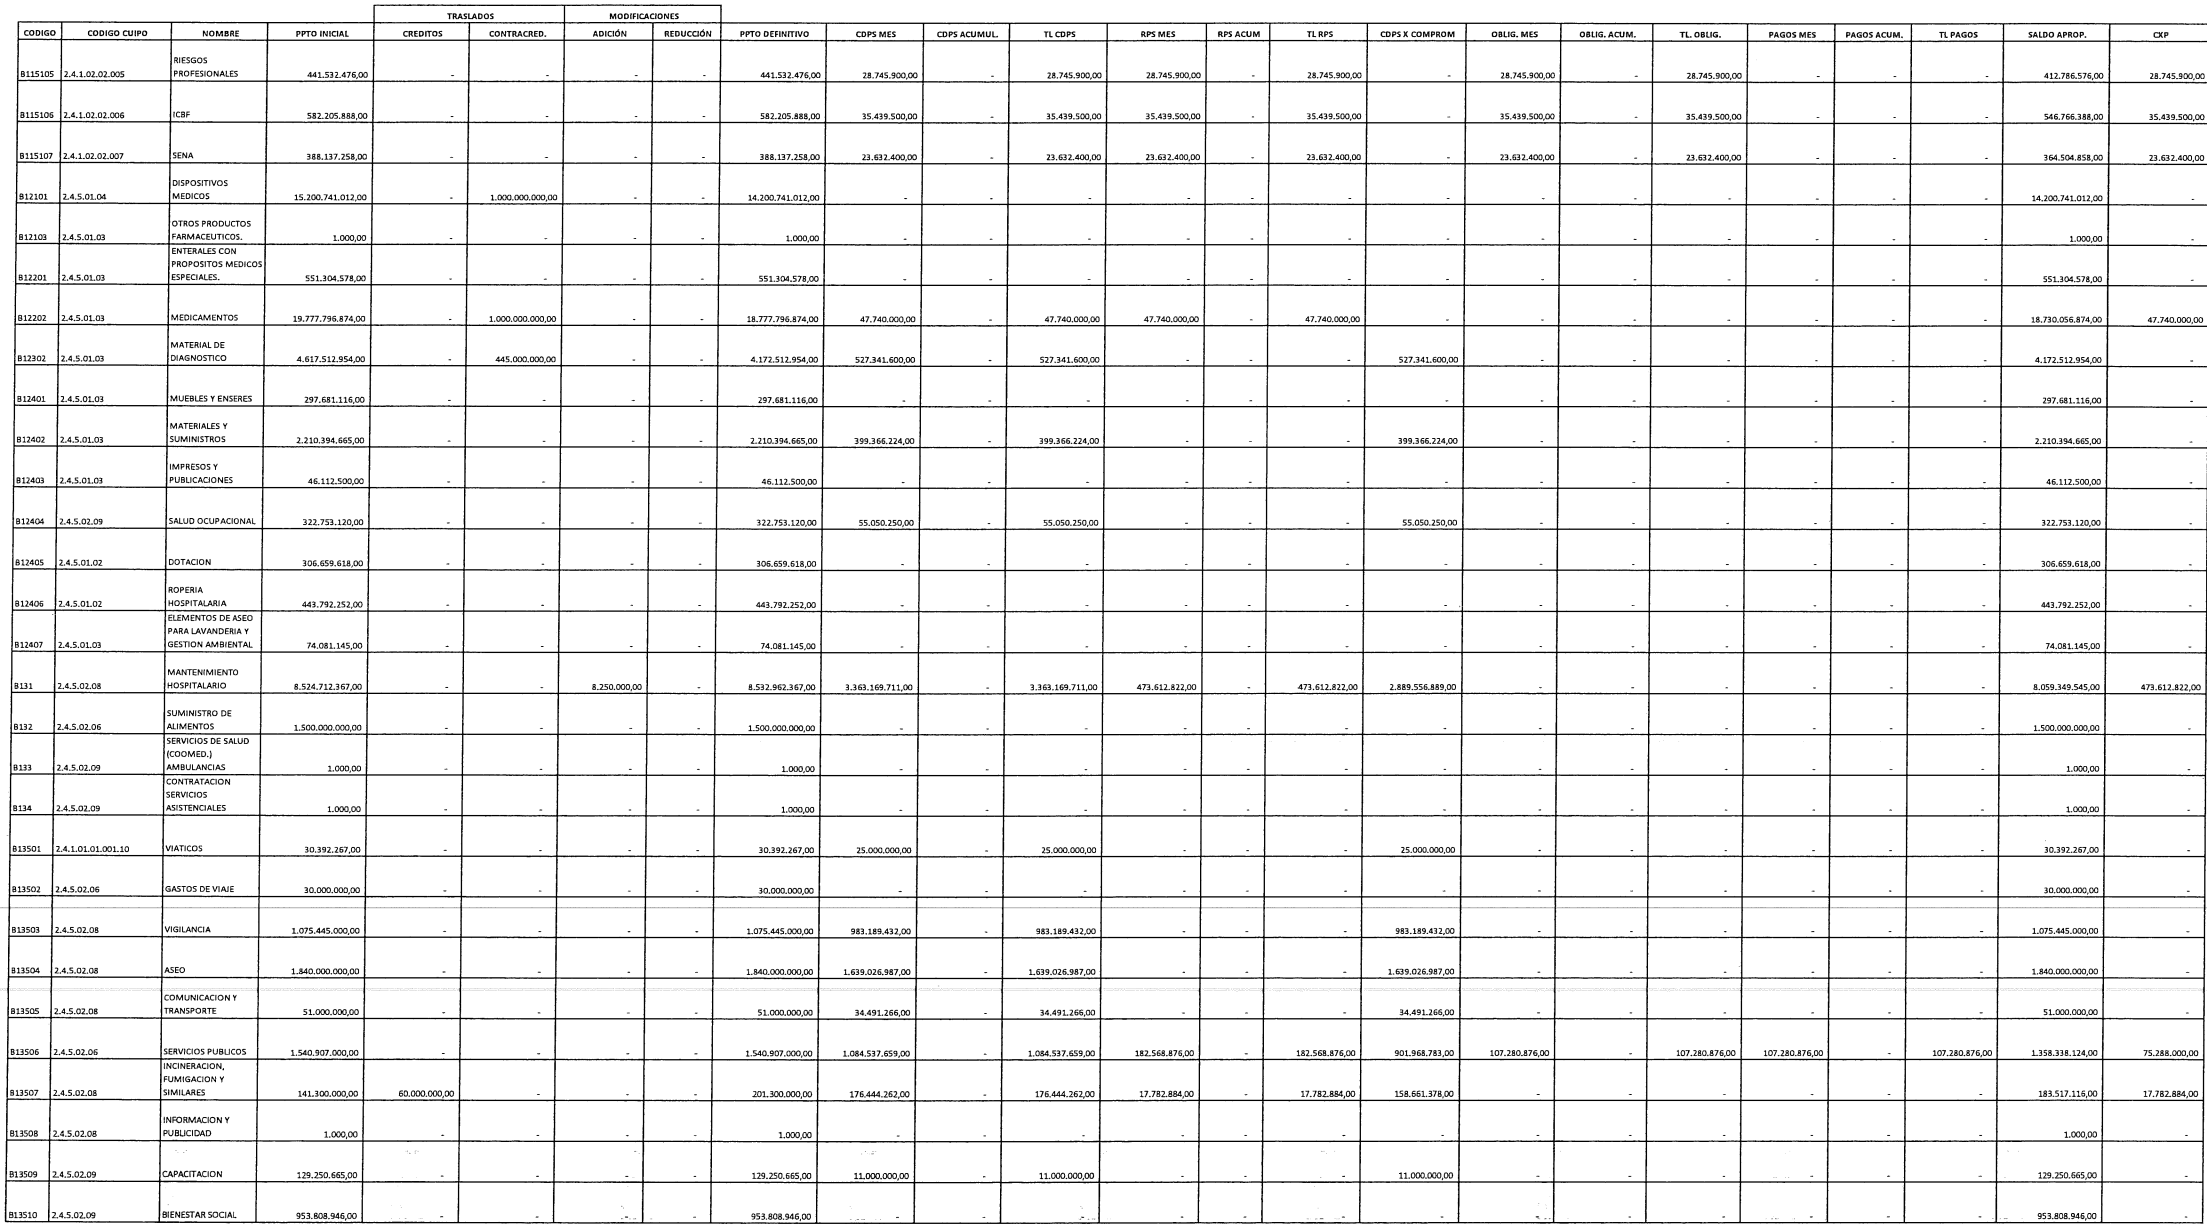 TRASLADOS MODIFICACIONES
CODIGO CODIGO CUIPO NOMBRE PPTO INICIAL CREDITOS CONTRACRED. ADICIÓN REDUCCIÓN PPTO DEFINITIVO CDPS MES CDPS ACUMUL. TL CDPS RPS MES RPS ACUM TL RPS CDPS X COMPROM OBLIG. MES OBLIG. ACUM. TL. OBLIG. PAGOS MES PAGOS ACUM. TL PAGOS SALDO APROP. CXP
B115105 2.4.1.02.02.005 RIESGOS PROFESIONALES 441.532.476,00 - - - - 441.532.476,00 28.745.900,00 - 28.745.900,00 28.745.900,00 - 28.745.900,00 - 28.745.900,00 - 28.745.900,00 - - - 412.786.576,00 28.745.900,00
B115106 2.4.1.02.02.006 ICBF 582.205.888,00 - - - - 582.205.888,00 35.439.500,00 - 35.439.500,00 35.439.500,00 - 35.439.500,00 - 35.439.500,00 - 35.439.500,00 - - - 546.766.388,00 35.439.500,00
B115107 2.4.1.02.02.007 SENA 388.137.258,00 - - - - 388.137.258,00 23.632.400,00 - 23.632.400,00 23.632.400,00 - 23.632.400,00 - 23.632.400,00 - 23.632.400,00 - - - 364.504.858,00 23.632.400,00
B12101 2.4.5.01.04 DISPOSITIVOS MEDICOS 15.200.741.012,00 - 1.000.000.000,00 - - 14.200.741.012,00 - - - - - - - - - - - - - 14.200.741.012,00 -
B12103 2.4.5.01.03 OTROS PRODUCTOS FARMACEUTICOS. 1.000,00 - - - - 1.000,00 - - - - - - - - - - - - - 1.000,00 -
B12201 2.4.5.01.03 ENTERALES CON PROPOSITOS MEDICOS ESPECIALES. 551.304.578,00 - - - - 551.304.578,00 - - - - - - - - - - - - - 551.304.578,00 -
B12202 2.4.5.01.03 MEDICAMENTOS 19.777.796.874,00 - 1.000.000.000,00 - - 18.777.796.874,00 47.740.000,00 - 47.740.000,00 47.740.000,00 - 47.740.000,00 - - - - - - - 18.730.056.874,00 47.740.000,00
B12302 2.4.5.01.03 MATERIAL DE DIAGNOSTICO 4.617.512.954,00 - 445.000.000,00 - - 4.172.512.954,00 527.341.600,00 - 527.341.600,00 - - - 527.341.600,00 - - - - - - 4.172.512.954,00 -
B12401 2.4.5.01.03 MUEBLES Y ENSERES 297.681.116,00 - - - - 297.681.116,00 - - - - - - - - - - - - - 297.681.116,00 -
B12402 2.4.5.01.03 MATERIALES Y SUMINISTROS 2.210.394.665,00 - - - - 2.210.394.665,00 399.366.224,00 - 399.366.224,00 - - - 399.366.224,00 - - - - - - 2.210.394.665,00 -
B12403 2.4.5.01.03 IMPRESOS Y PUBLICACIONES 46.112.500,00 - - - - 46.112.500,00 - - - - - - - - - - - - - 46.112.500,00 -
B12404 2.4.5.02.09 SALUD OCUPACIONAL 322.753.120,00 - - - - 322.753.120,00 55.050.250,00 - 55.050.250,00 - - - 55.050.250,00 - - - - - - 322.753.120,00 -
B12405 2.4.5.01.02 DOTACION 306.659.618,00 - - - - 306.659.618,00 - - - - - - - - - - - - - 306.659.618,00 -
B12406 2.4.5.01.02 ROPERIA HOSPITALARIA 443.792.252,00 - - - - 443.792.252,00 - - - - - - - - - - - - - 443.792.252,00 -
B12407 2.4.5.01.03 ELEMENTOS DE ASEO PARA LAVANDERIA Y GESTION AMBIENTAL 74.081.145,00 - - - - 74.081.145,00 - - - - - - - - - - - - - 74.081.145,00 -
B131 2.4.5.02.08 MANTENIMIENTO HOSPITALARIO 8.524.712.367,00 - - 8.250.000,00 - 8.532.962.367,00 3.363.169.711,00 - 3.363.169.711,00 473.612.822,00 - 473.612.822,00 2.889.556.889,00 - - - - - - 8.059.349.545,00 473.612.822,00
B132 2.4.5.02.06 SUMINISTRO DE ALIMENTOS 1.500.000.000,00 - - - - 1.500.000.000,00 - - - - - - - - - - - - - 1.500.000.000,00 -
B133 2.4.5.02.09 SERVICIOS DE SALUD (COOMED.) AMBULANCIAS 1.000,00 - - - - 1.000,00 - - - - - - - - - - - - - 1.000,00 -
B134 2.4.5.02.09 CONTRATACION SERVICIOS ASISTENCIALES 1.000,00 - - - - 1.000,00 - - - - - - - - - - - - - 1.000,00 -
B13501 2.4.1.01.01.001.10 VIATICOS 30.392.267,00 - - - - 30.392.267,00 25.000.000,00 - 25.000.000,00 - - - 25.000.000,00 - - - - - - 30.392.267,00 -
B13502 2.4.5.02.06 GASTOS DE VIAJE 30.000.000,00 - - - - 30.000.000,00 - - - - - - - - - - - - - 30.000.000,00 -
B13503 2.4.5.02.08 VIGILANCIA 1.075.445.000,00 - - - - 1.075.445.000,00 983.189.432,00 - 983.189.432,00 - - - 983.189.432,00 - - - - - - 1.075.445.000,00 -
B13504 2.4.5.02.08 ASEO 1.840.000.000,00 - - - - 1.840.000.000,00 1.639.026.987,00 - 1.639.026.987,00 - - - 1.639.026.987,00 - - - - - - 1.840.000.000,00 -
B13505 2.4.5.02.08 COMUNICACION Y TRANSPORTE 51.000.000,00 - - - - 51.000.000,00 34.491.266,00 - 34.491.266,00 - - - 34.491.266,00 - - - - - - 51.000.000,00 -
B13506 2.4.5.02.06 SERVICIOS PUBLICOS 1.540.907.000,00 - - - - 1.540.907.000,00 1.084.537.659,00 - 1.084.537.659,00 182.568.876,00 - 182.568.876,00 901.968.783,00 107.280.876,00 - 107.280.876,00 107.280.876,00 - 107.280.876,00 1.358.338.124,00 75.288.000,00
B13507 2.4.5.02.08 INCINERACION, FUMIGACION Y SIMILARES 141.300.000,00 60.000.000,00 - - - 201.300.000,00 176.444.262,00 - 176.444.262,00 17.782.884,00 - 17.782.884,00 158.661.378,00 - - - - - - 183.517.116,00 17.782.884,00
B13508 2.4.5.02.08 INFORMACION Y PUBLICIDAD 1.000,00 - - - - 1.000,00 - - - - - - - - - - - - - 1.000,00 -
B13509 2.4.5.02.09 CAPACITACION 129.250.665,00 - - - - 129.250.665,00 11.000.000,00 - 11.000.000,00 - - - 11.000.000,00 - - - - - - 129.250.665,00 -
B13510 2.4.5.02.09 BIENESTAR SOCIAL 953.808.946,00 - - - - 953.808.946,00 - - - - - - - - - - - - - 953.808.946,00 -